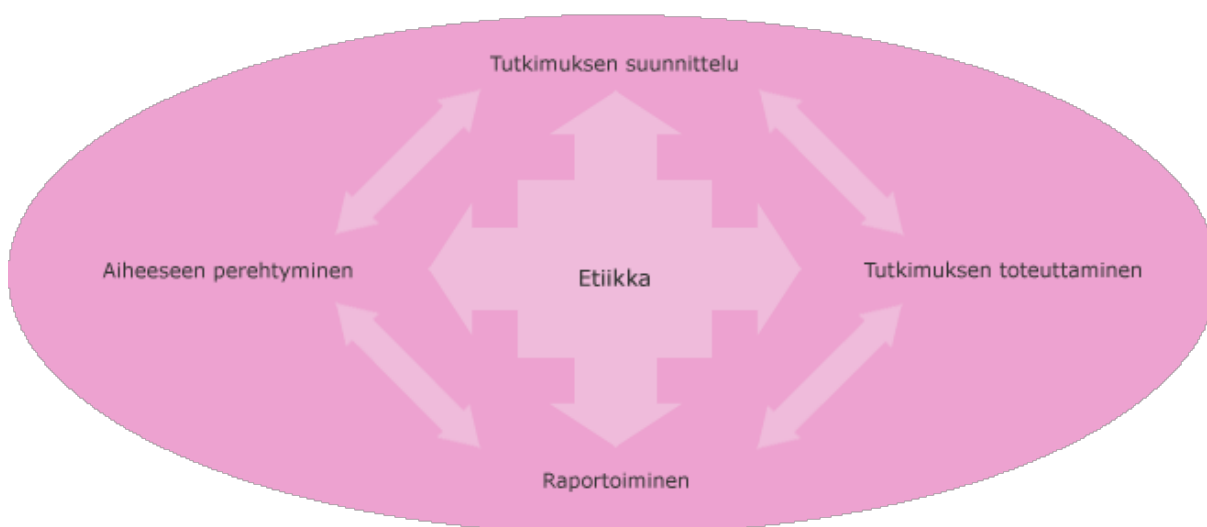 Tutkimuksen suunnittelu
Aiheeseen perehtyminen
Etiikka
Tutkimuksen toteuttaminen
Raportoiminen